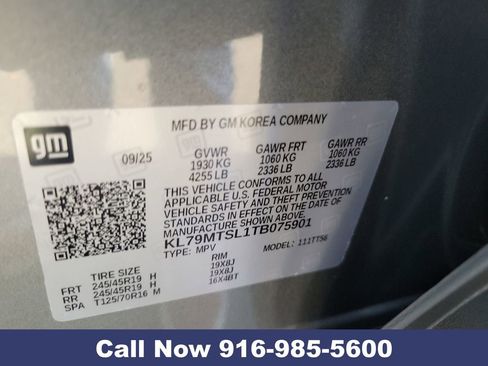 gm
MFD BY GM KOREA COMPANY
09/25 GVWR GAWR FRT GAWR RR
1930 KG 1060 KG 1060 KG
4255 LB 2336 LB 2336 LB
THIS VEHICLE CONFORMS TO ALL
APPLICABLE U.S. FEDERAL MOTOR
VEHICLE SAFETY AND THEFT PREVENTION
STANDARDS IN EFFECT ON THE DATE OF
MANUFACTURE SHOWN ABOVE.
KL79MTSL1TB075901
TYPE: MPV 111TT56
TIRE SIZE RIM
FRT 245/45R19 H 19X8J
RR 245/45R19 H 19X8J
SPA T125/70R16 M 16X4BT
Call Now 916-985-5600